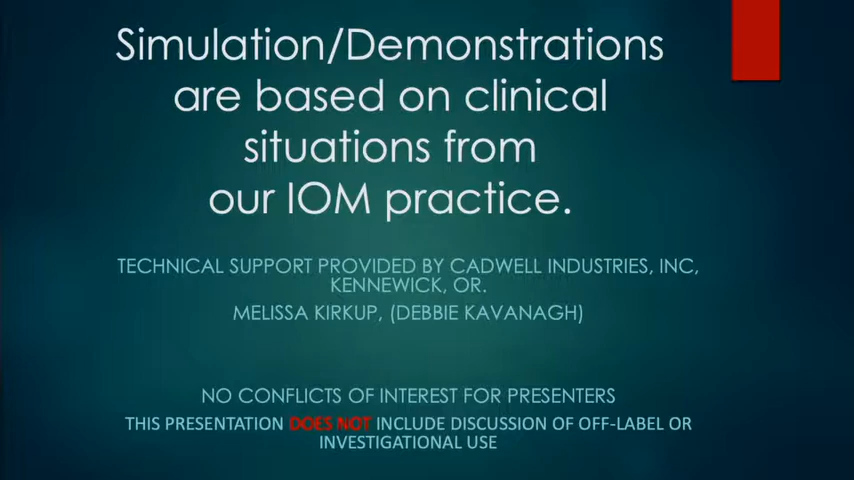 Simulation/Demonstrations
are based on clinical
situations from
our IOM practice.
TECHNICAL SUPPORT PROVIDED BY CADWELL INDUSTRIES, INC,
KENNEWICK, OR.
MELISSA KIRKUP, (DEBBIE KAVANAGH)
NO CONFLICTS OF INTEREST FOR PRESENTERS
THIS PRESENTATION DOES NOT INCLUDE DISCUSSION OF OFF-LABEL OR
INVESTIGATIONAL USE